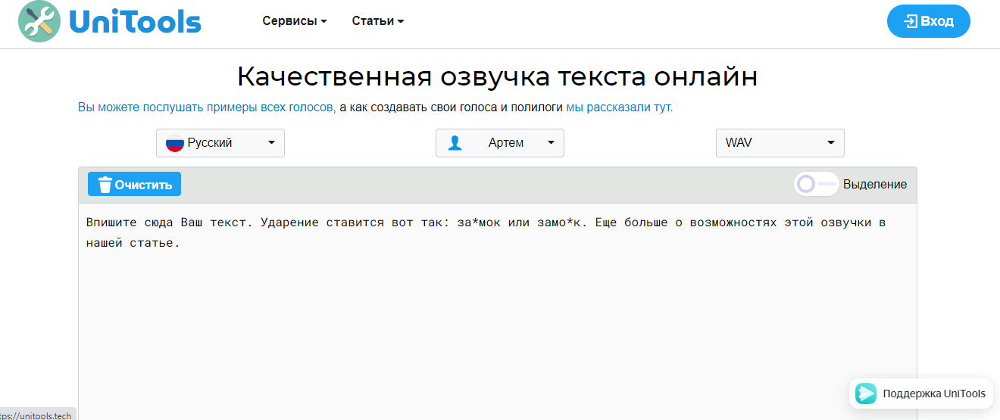 UniTools
Сервисы
Статьи
Вход
Качественная озвучка текста онлайн
Вы можете послушать примеры всех голосов, а как создавать свои голоса и полилоги мы рассказали тут.
Русский
Артем
WAV
Очистить
Выделение
Впишите сюда Ваш текст. Ударение ставится вот так: за*мок или замо*к. Еще больше о возможностях этой озвучки в
нашей статье.
Поддержка UniTools
tps://unitools.tech